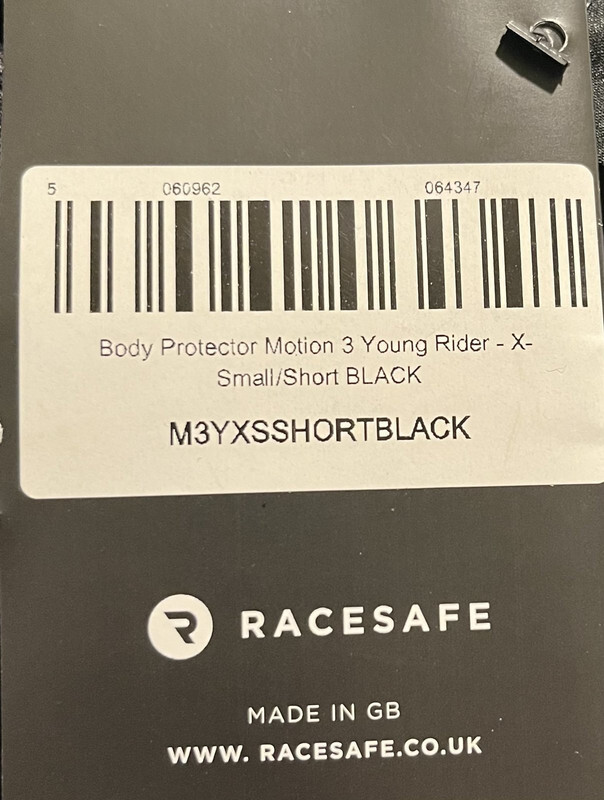 5 060962 064347
Body Protector Motion 3 Young Rider - X-
Small/Short BLACK
M3YXSSHORTBLACK
RACESAFE
MADE IN GB
WWW. RACESAFE.CO.UK